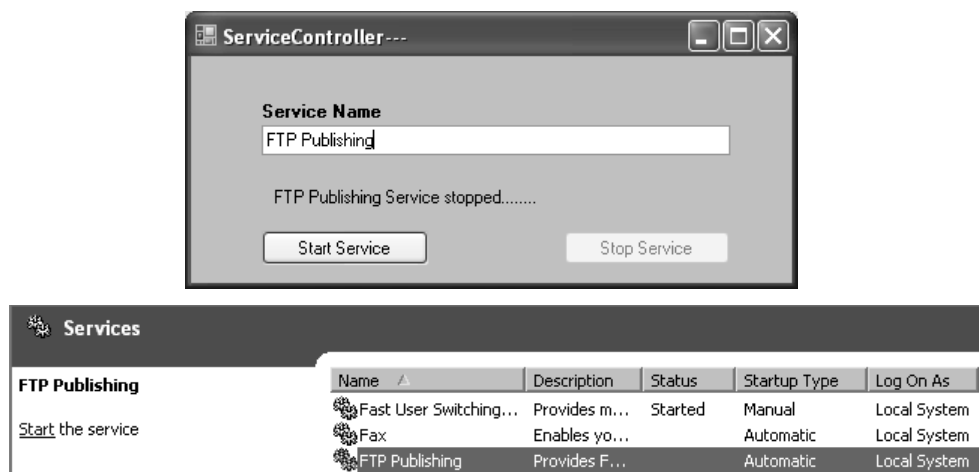 ServiceController---
Service Name
FTP Publishing
FTP Publishing Service stopped........
Start Service Stop Service
Services
FTP Publishing
Start the service
Name Description Status Startup Type Log On As
Fast User Switching... Provides m... Started Manual Local System
Fax Enables yo... Automatic Local System
FTP Publishing Provides F... Automatic Local System